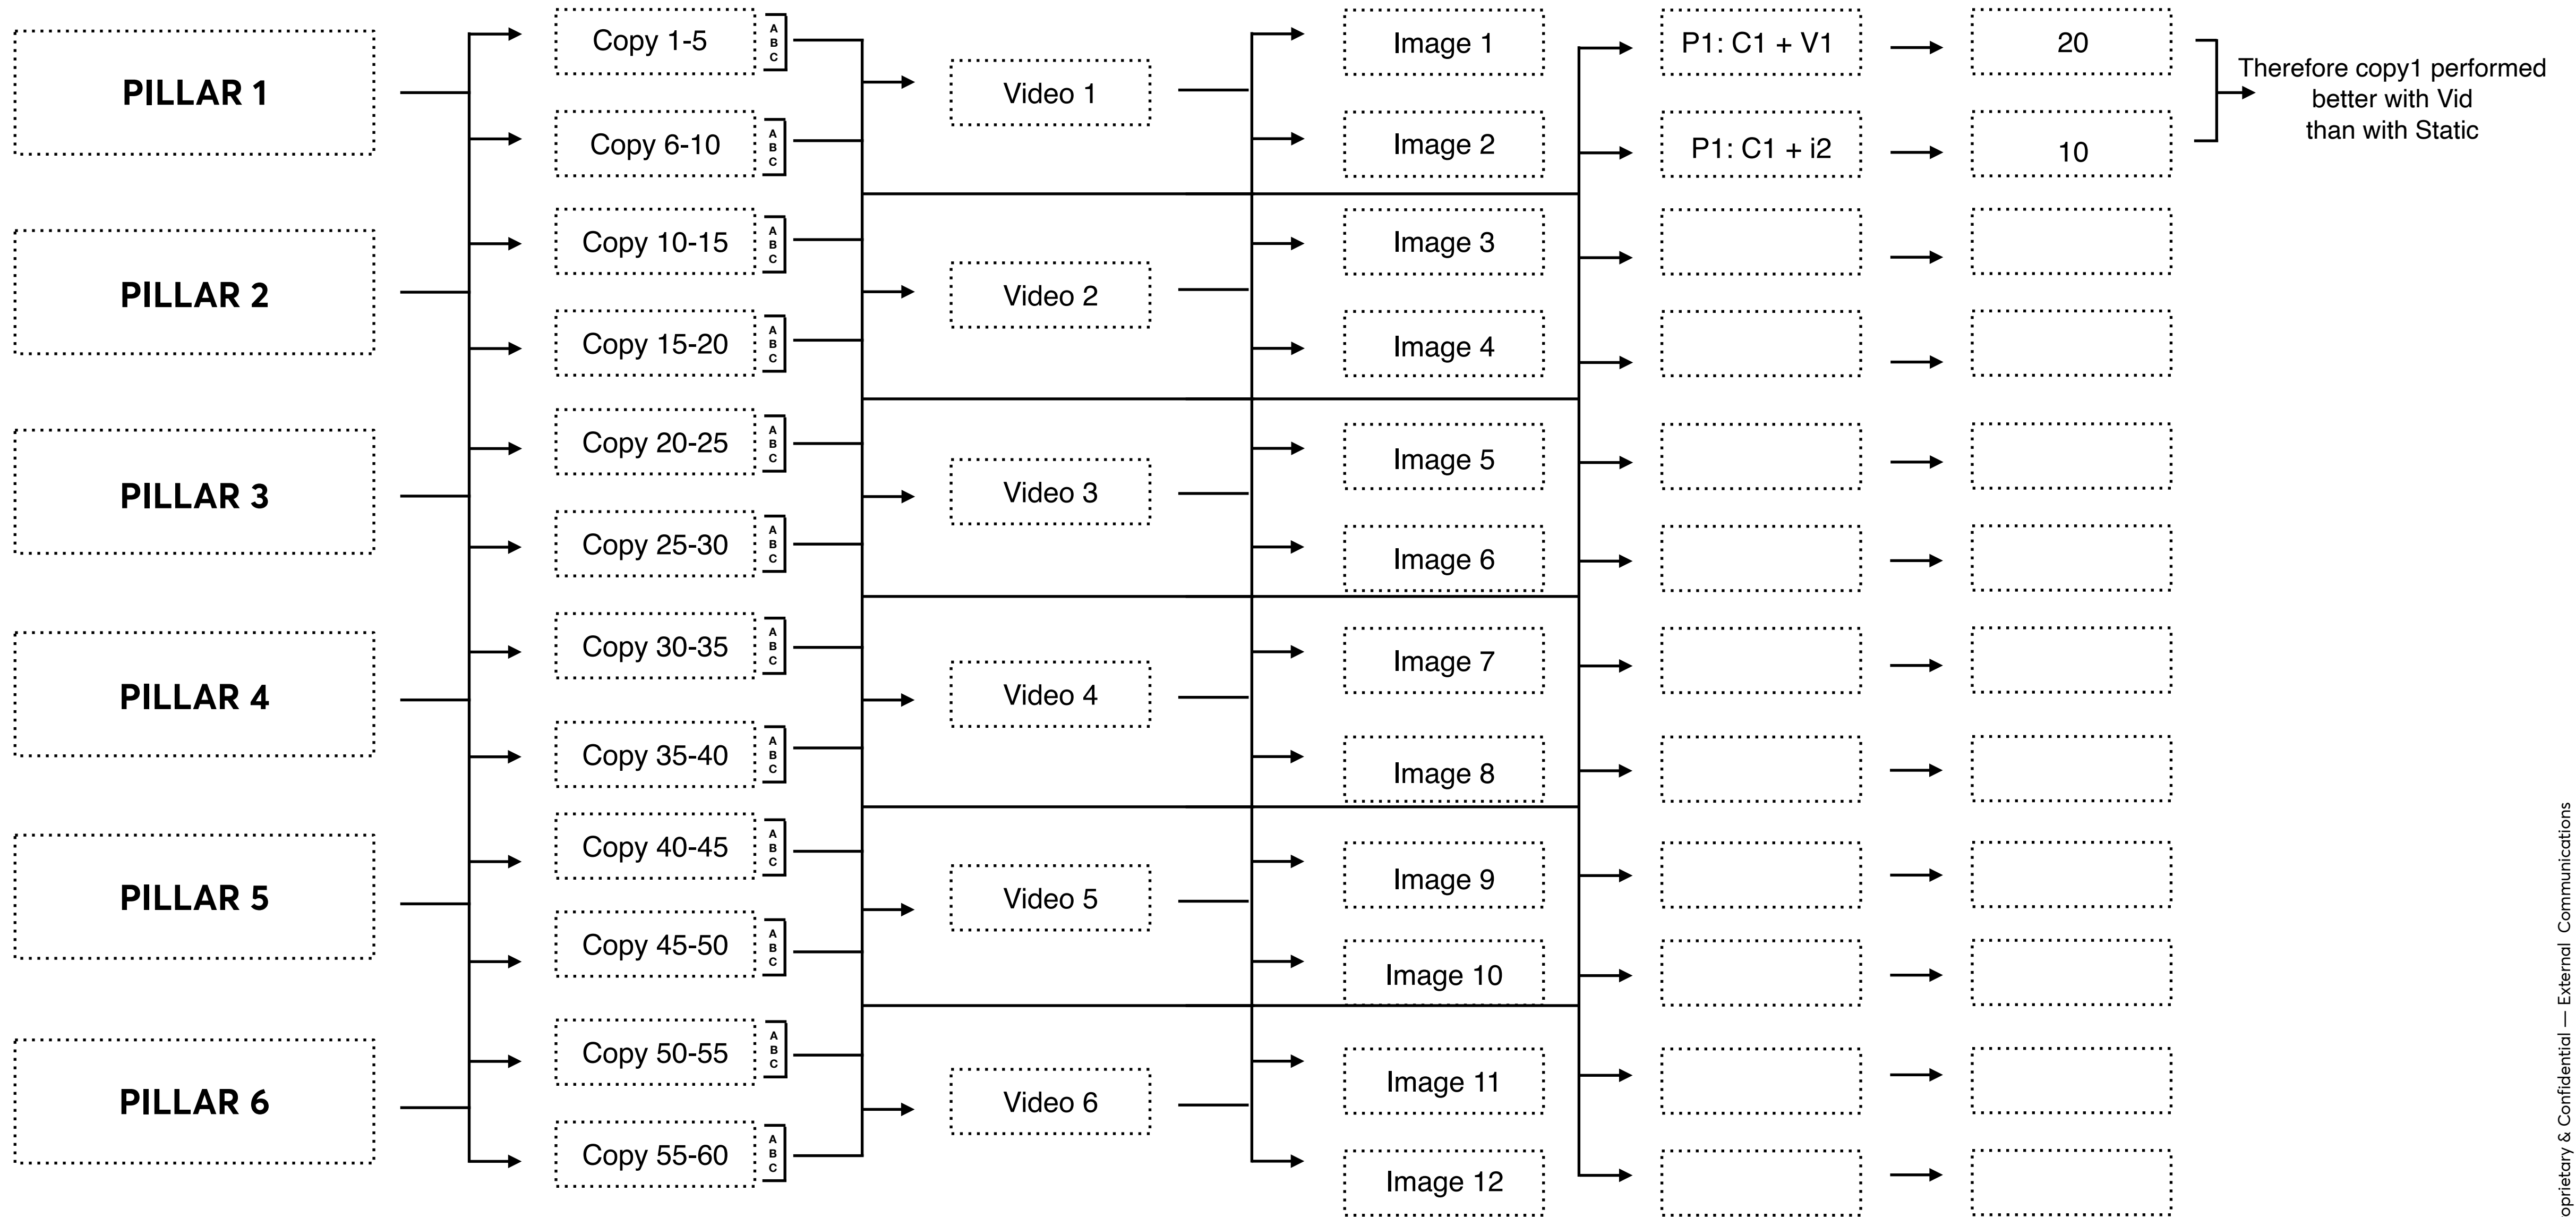 PILLAR 1
PILLAR 2
PILLAR 3
PILLAR 4
PILLAR 5
PILLAR 6
Copy 1-5
A
B
C
Copy 6-10
A
B
C
Copy 10-15
A
B
C
Copy 15-20
A
B
C
Copy 20-25
A
B
C
Copy 25-30
A
B
C
Copy 30-35
A
B
C
Copy 35-40
A
B
C
Copy 40-45
A
B
C
Copy 45-50
A
B
C
Copy 50-55
A
B
C
Copy 55-60
A
B
C
Video 1
Video 2
Video 3
Video 4
Video 5
Video 6
Image 1
Image 2
Image 3
Image 4
Image 5
Image 6
Image 7
Image 8
Image 9
Image 10
Image 11
Image 12
P1: C1 + V1
P1: C1 + i2
20
10
Therefore copy1 performed
better with Vid
than with Static
oprietary & Confidential — External Communications